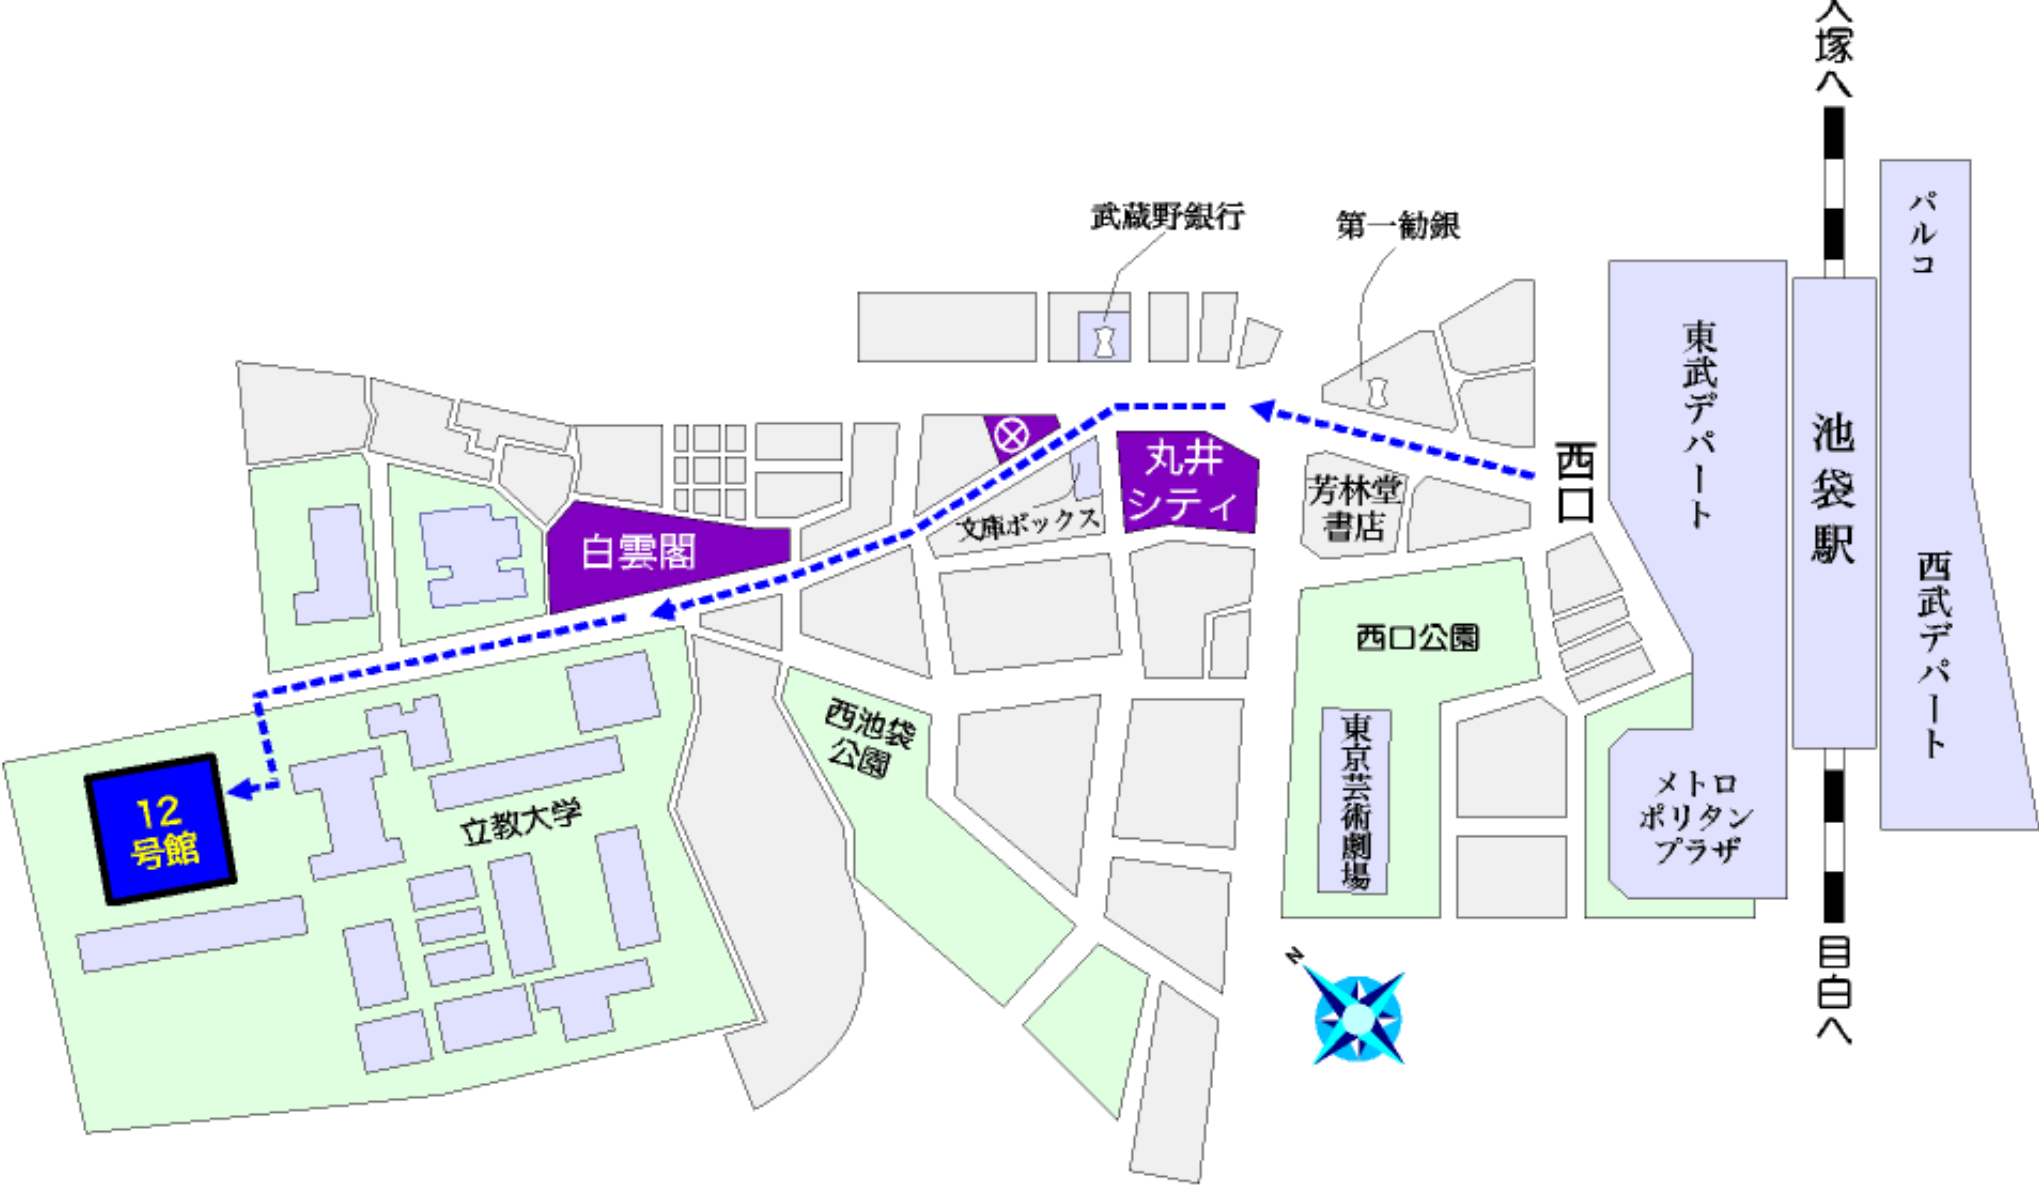 大塚へ
パルコ
武蔵野銀行
第一勧銀
東武デパート
池袋駅
西口
丸井
シティ
芳林堂
書店
文庫ボックス
白雲閣
西武デパート
西口公園
西池袋
公園
東京芸術劇場
メトロ
ポリタン
プラザ
12
号館
立教大学
N
目白へ